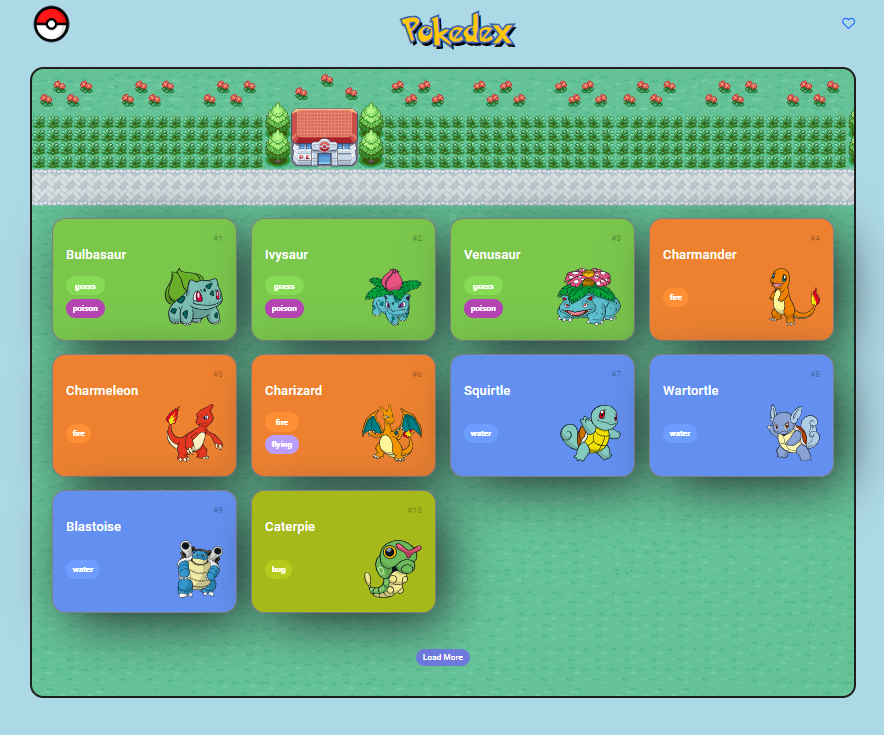 Pokedex
P.C
#1
Bulbasaur
grass
poison
#2
Ivysaur
grass
poison
#3
Venusaur
grass
poison
#4
Charmander
fire
#5
Charmeleon
fire
#6
Charizard
fire
flying
#7
Squirtle
water
#8
Wartortle
water
#9
Blastoise
water
#10
Caterpie
bug
Load More